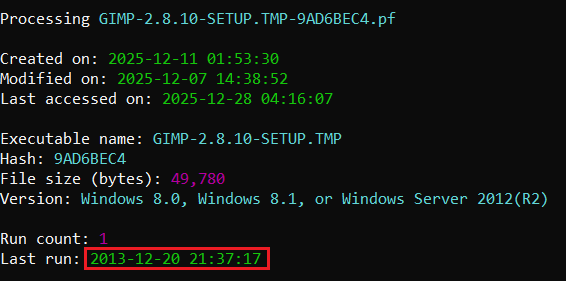 Processing GIMP-2.8.10-SETUP.TMP-9AD6BEC4.pf
Created on: 2025-12-11 01:53:30
Modified on: 2025-12-07 14:38:52
Last accessed on: 2025-12-28 04:16:07
Executable name: GIMP-2.8.10-SETUP.TMP
Hash: 9AD6BEC4
File size (bytes): 49,780
Version: Windows 8.0, Windows 8.1, or Windows Server 2012(R2)
Run count: 1
Last run: 2013-12-20 21:37:17